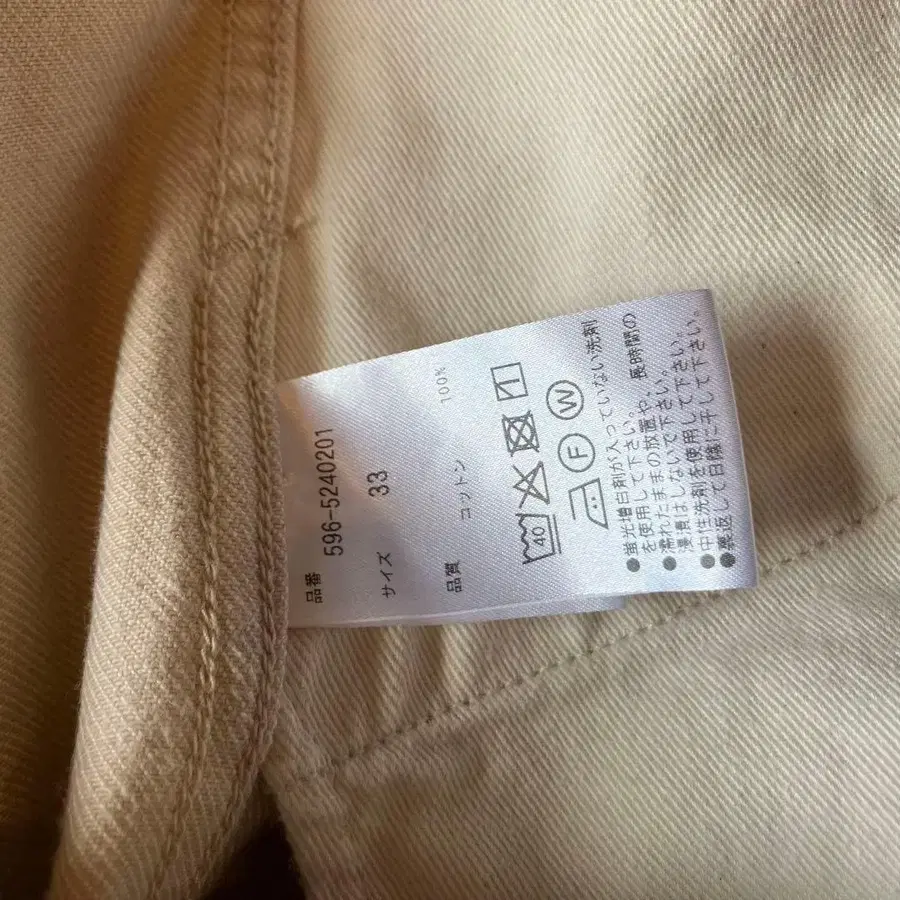 品番 596-5240201
サイズ 33
品質 コットン 100%
40
F W
●蛍光増白剤が入っていない洗剤
を使用して下さい。
●濡れたままの放置や、長時間の
浸漬はしないで下さい。
●中性洗剤を使用して下さい。
●裏返して日陰に干して下さい。